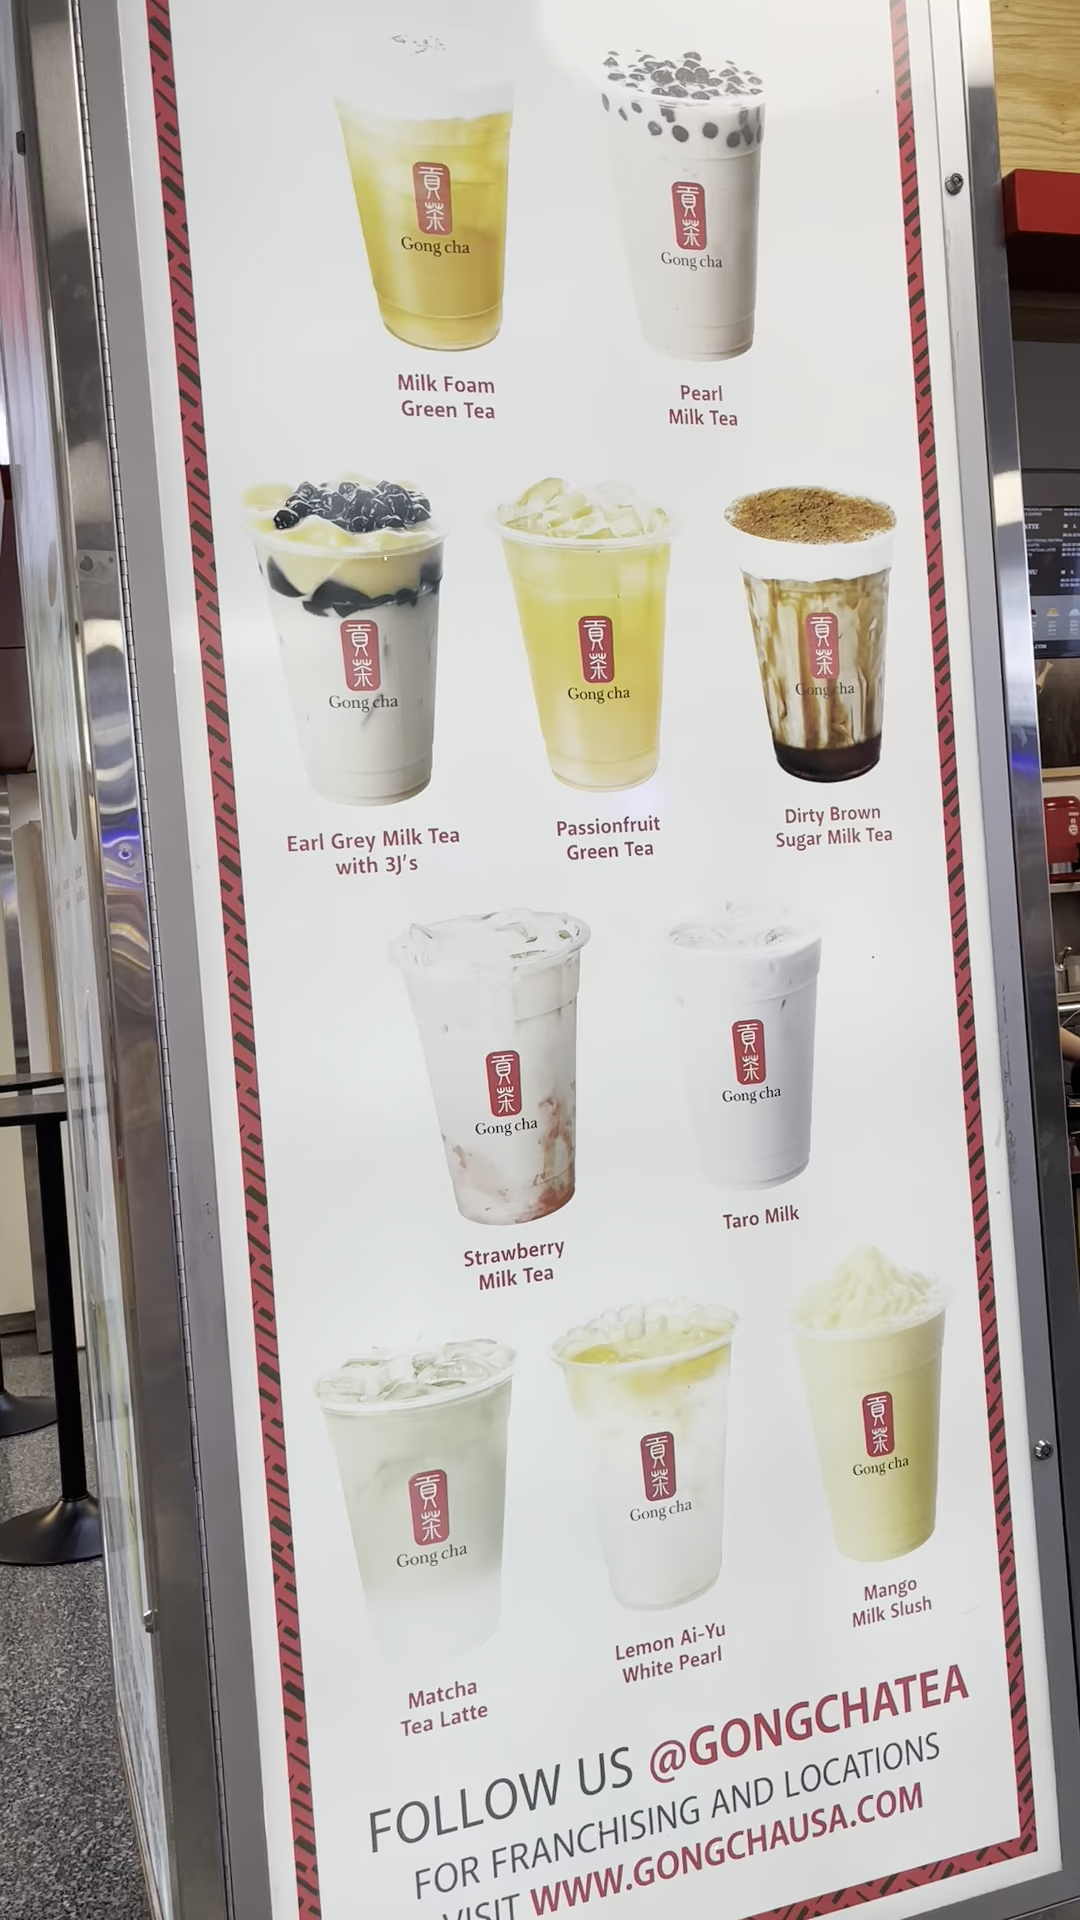 貢茶
Gong cha
貢茶
Gong cha
Milk Foam
Green Tea
Pearl
Milk Tea
貢茶
Gong cha
貢茶
Gong cha
貢茶
Gong cha
Earl Grey Milk Tea
with 3J's
Passionfruit
Green Tea
Dirty Brown
Sugar Milk Tea
貢茶
Gong cha
貢茶
Gong cha
Strawberry
Milk Tea
Taro Milk
貢茶
Gong cha
貢茶
Gong cha
貢茶
Gong cha
Matcha
Tea Latte
Lemon Ai-Yu
White Pearl
Mango
Milk Slush
FOLLOW US @GONGCHATEA
FOR FRANCHISING AND LOCATIONS
VISIT WWW.GONGCHAUSA.COM